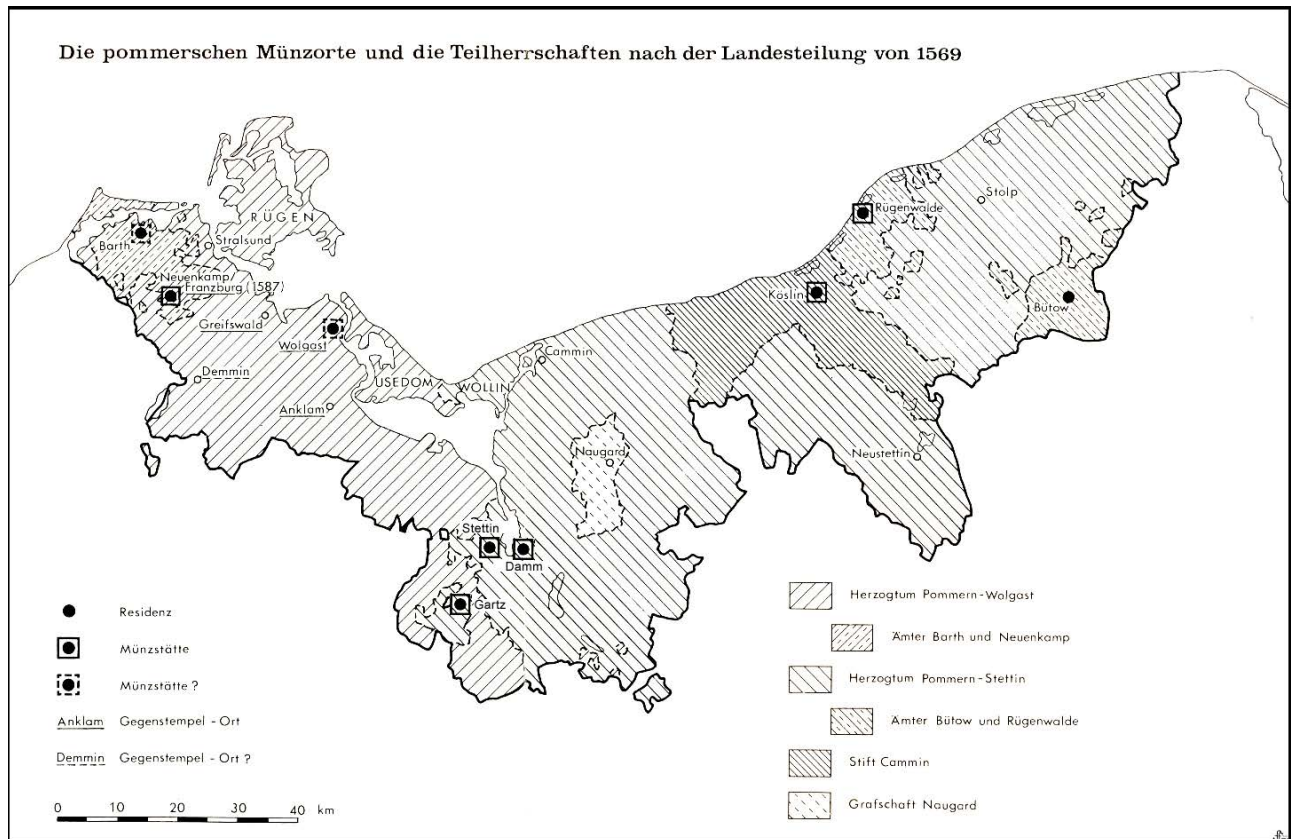 Die pommerschen Münzorte und die Teilherrschaften nach der Landesteilung von 1569
RÜGEN
Stolp
Rügenwalde
Barth
Stralsund
Neuenkamp/
Franzburg (1587)
Köslin
Bütow
Greifswald
Wolgast
Cammin
Demmin
USEDOM
WOLLIN
Anklam
Naugard
Neustettin
Stettin
Damm
Gartz
Residenz
Münzstätte
Münzstätte ?
Anklam Gegenstempel - Ort
Demmin Gegenstempel - Ort ?
0 10 20 30 40 km
Herzogtum Pommern-Wolgast
Ämter Barth und Neuenkamp
Herzogtum Pommern-Stettin
Ämter Bütow und Rügenwalde
Stift Cammin
Grafschaft Naugard